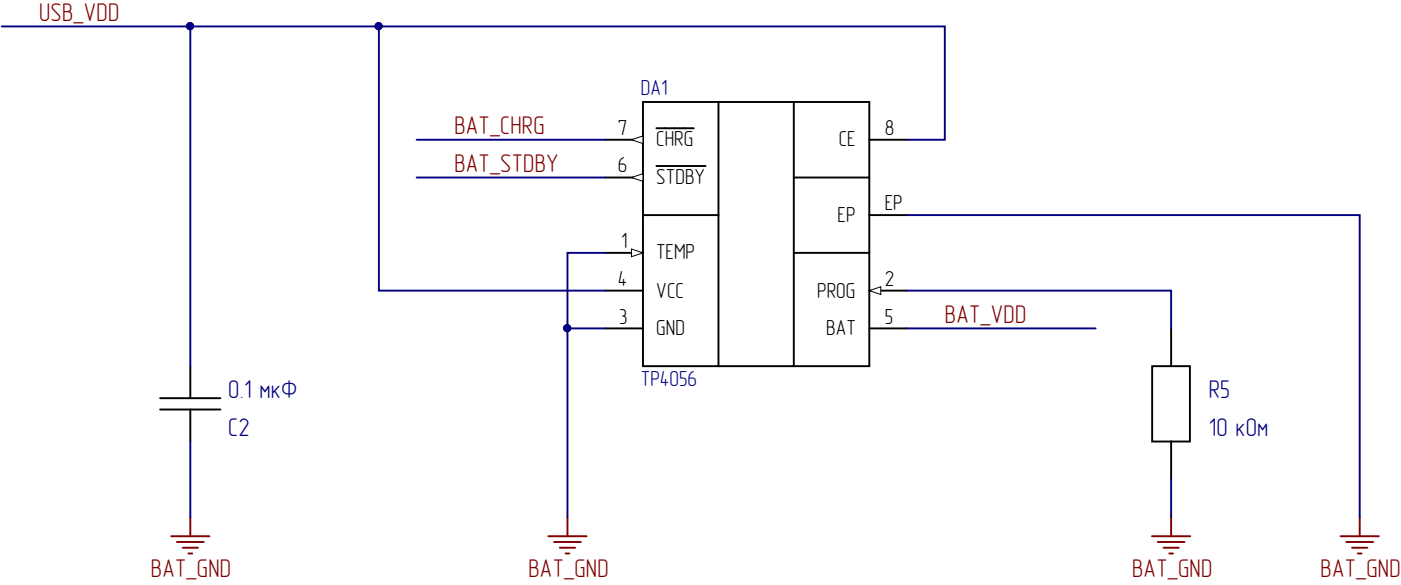 USB_VDD
DA1
BAT_CHRG
7
CHRG
CE
8
BAT_STDBY
6
STDBY
EP
EP
1
TEMP
4
VCC
PROG
2
3
GND
BAT
5
BAT_VDD
TP4056
0.1 мкФ
C2
R5
10 кОм
BAT_GND
BAT_GND
BAT_GND
BAT_GND